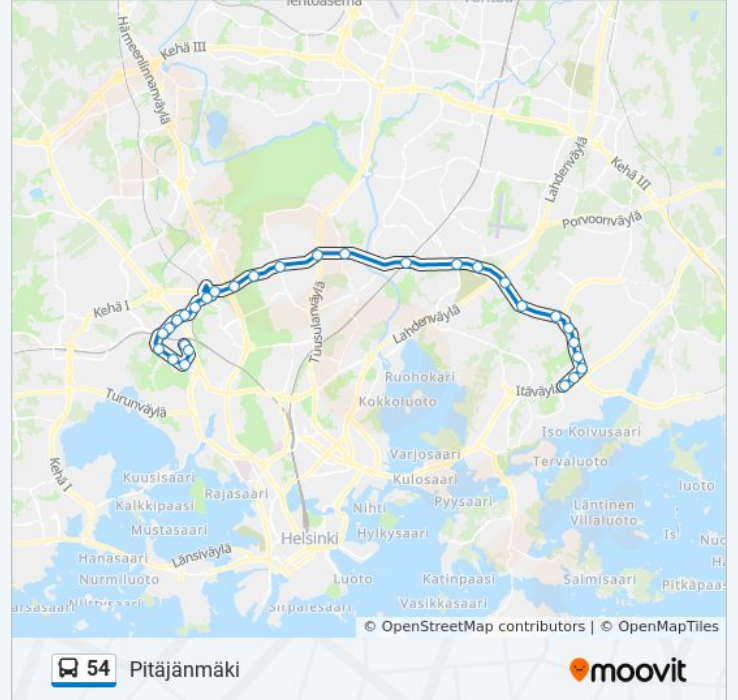 Kehä III
Hämeenlinnanväylä
Lahdenväylä
Kehä III
Porvoonväylä
Kehä I
Tuusulanväylä
Lahdenväylä
Ruohokari
Itäväylä
Kokkoluoto
Turunväylä
Iso Koivusaari
Varjosaari
Tervaluoto
Kehä I
Kuusisaari
Kulosaari
luoto
Rajasaari
Kalkkipaasi
Nihti
Pyysaari
Läntinen
Villaluoto
Mustasaari
Hylkysaari
Helsinki
Hanasaari
Länsiväylä
Nurmiluoto
Luoto
Katinpaasi
Salmisaari
Vasikkasaari
© OpenStreetMap contributors | © OpenMapTiles
54 Pitäjänmäki
moovit